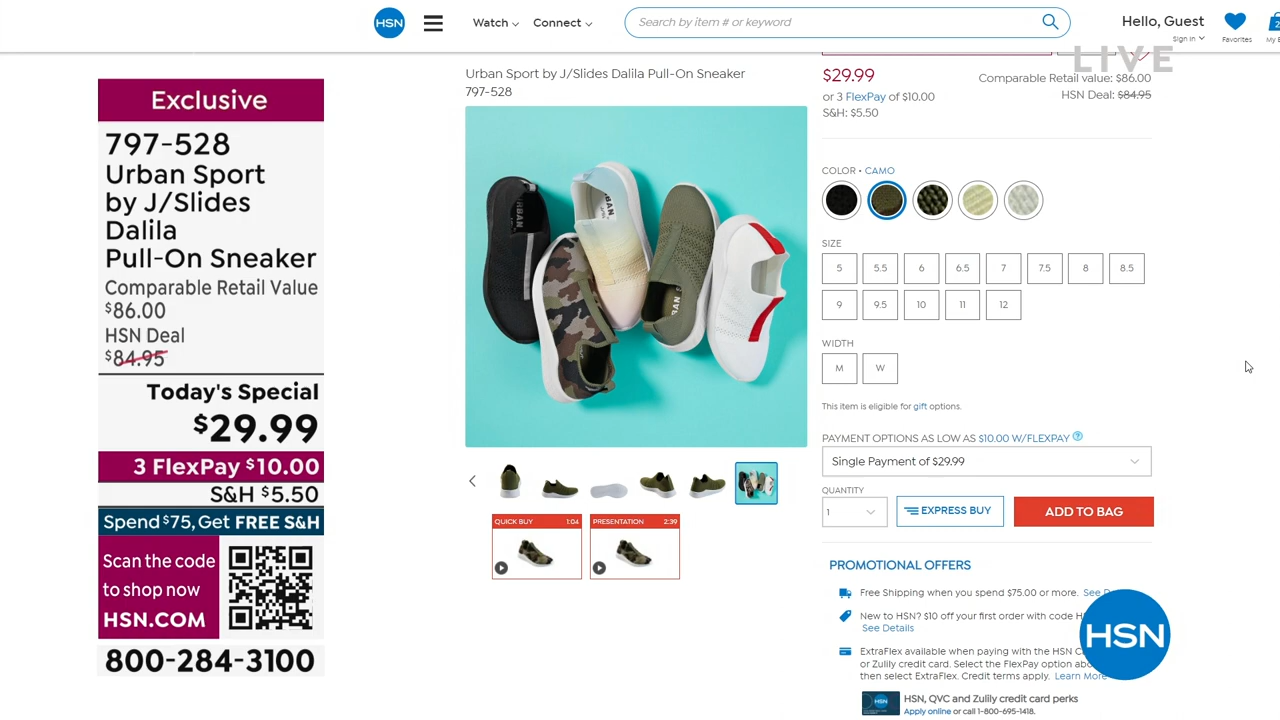 HSN
Watch
Connect
Search by item # or keyword
Hello, Guest
Sign In
Favorites
LIVE
Exclusive
797-528
Urban Sport
by J/Slides
Dalila
Pull-On Sneaker
Comparable Retail Value
$86.00
HSN Deal
$84.95
Today's Special
$29.99
3 FlexPay $10.00
S&H $5.50
Spend $75, Get FREE S&H
Scan the code
to shop now
HSN.COM
800-284-3100
Urban Sport by J/Slides Dalila Pull-On Sneaker
797-528
URBAN
URBAN
QUICK BUY 1:04
PRESENTATION 2:39
$29.99
Comparable Retail value: $86.00
or 3 FlexPay of $10.00
HSN Deal: $84.95
S&H: $5.50
COLOR • CAMO
SIZE
5 5.5 6 6.5 7 7.5 8 8.5
9 9.5 10 11 12
WIDTH
M W
This item is eligible for gift options.
PAYMENT OPTIONS AS LOW AS $10.00 W/FLEXPAY ?
Single Payment of $29.99
QUANTITY
1
EXPRESS BUY
ADD TO BAG
PROMOTIONAL OFFERS
Free Shipping when you spend $75.00 or more. See
New to HSN? $10 off your first order with code
See Details
ExtraFlex available when paying with the HSN
or Zulily credit card. Select the FlexPay option
then select ExtraFlex. Credit terms apply. Learn More
HSN, QVC and Zulily credit card perks
Apply online or call 1-800-695-1418.
HSN